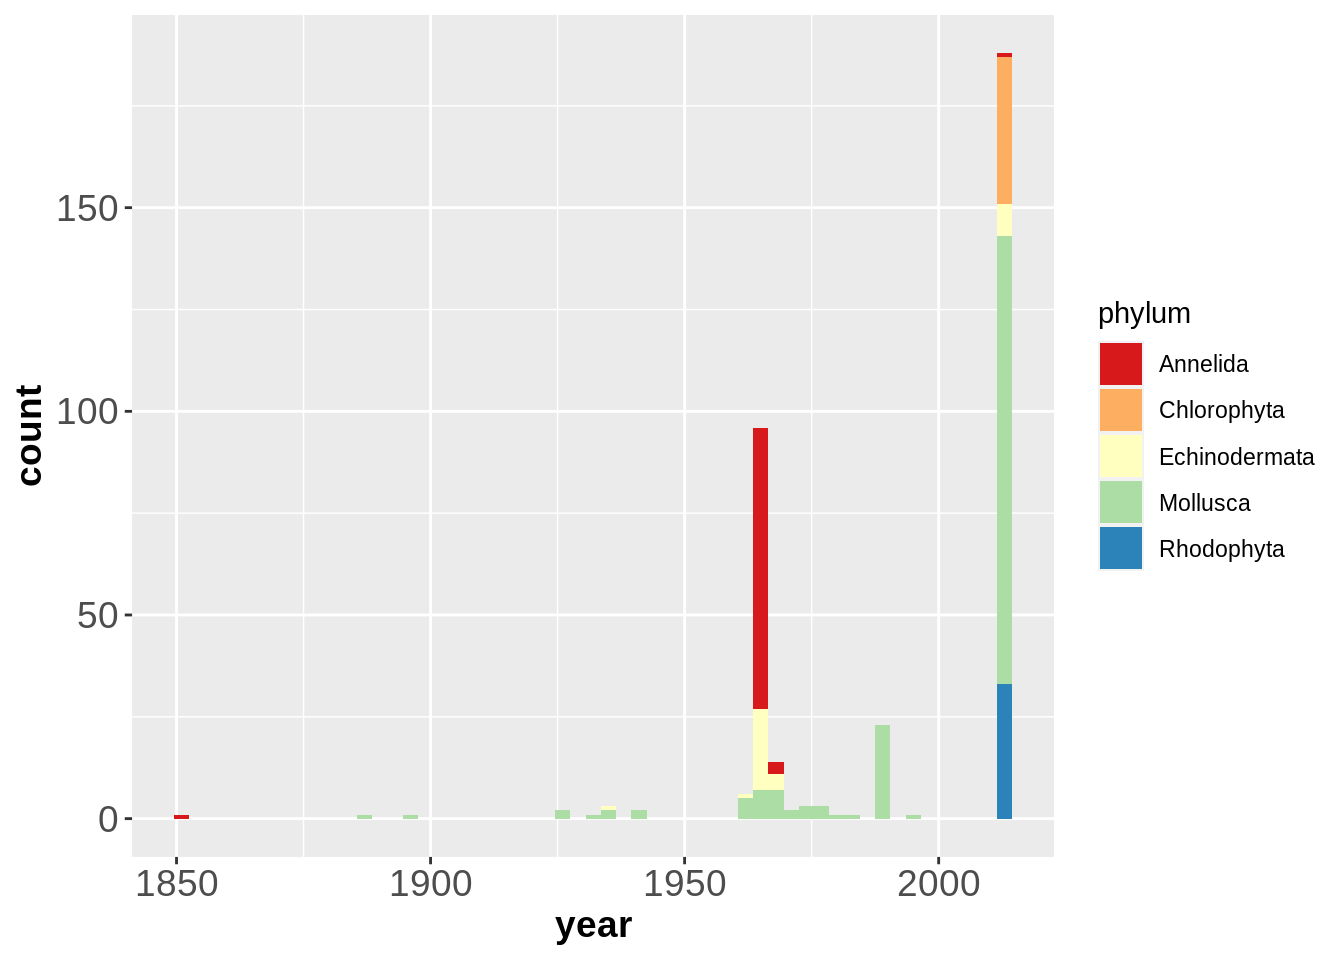 150
100
50
0
1850 1900 1950 2000
year
count
phylum
Annelida
Chlorophyta
Echinodermata
Mollusca
Rhodophyta